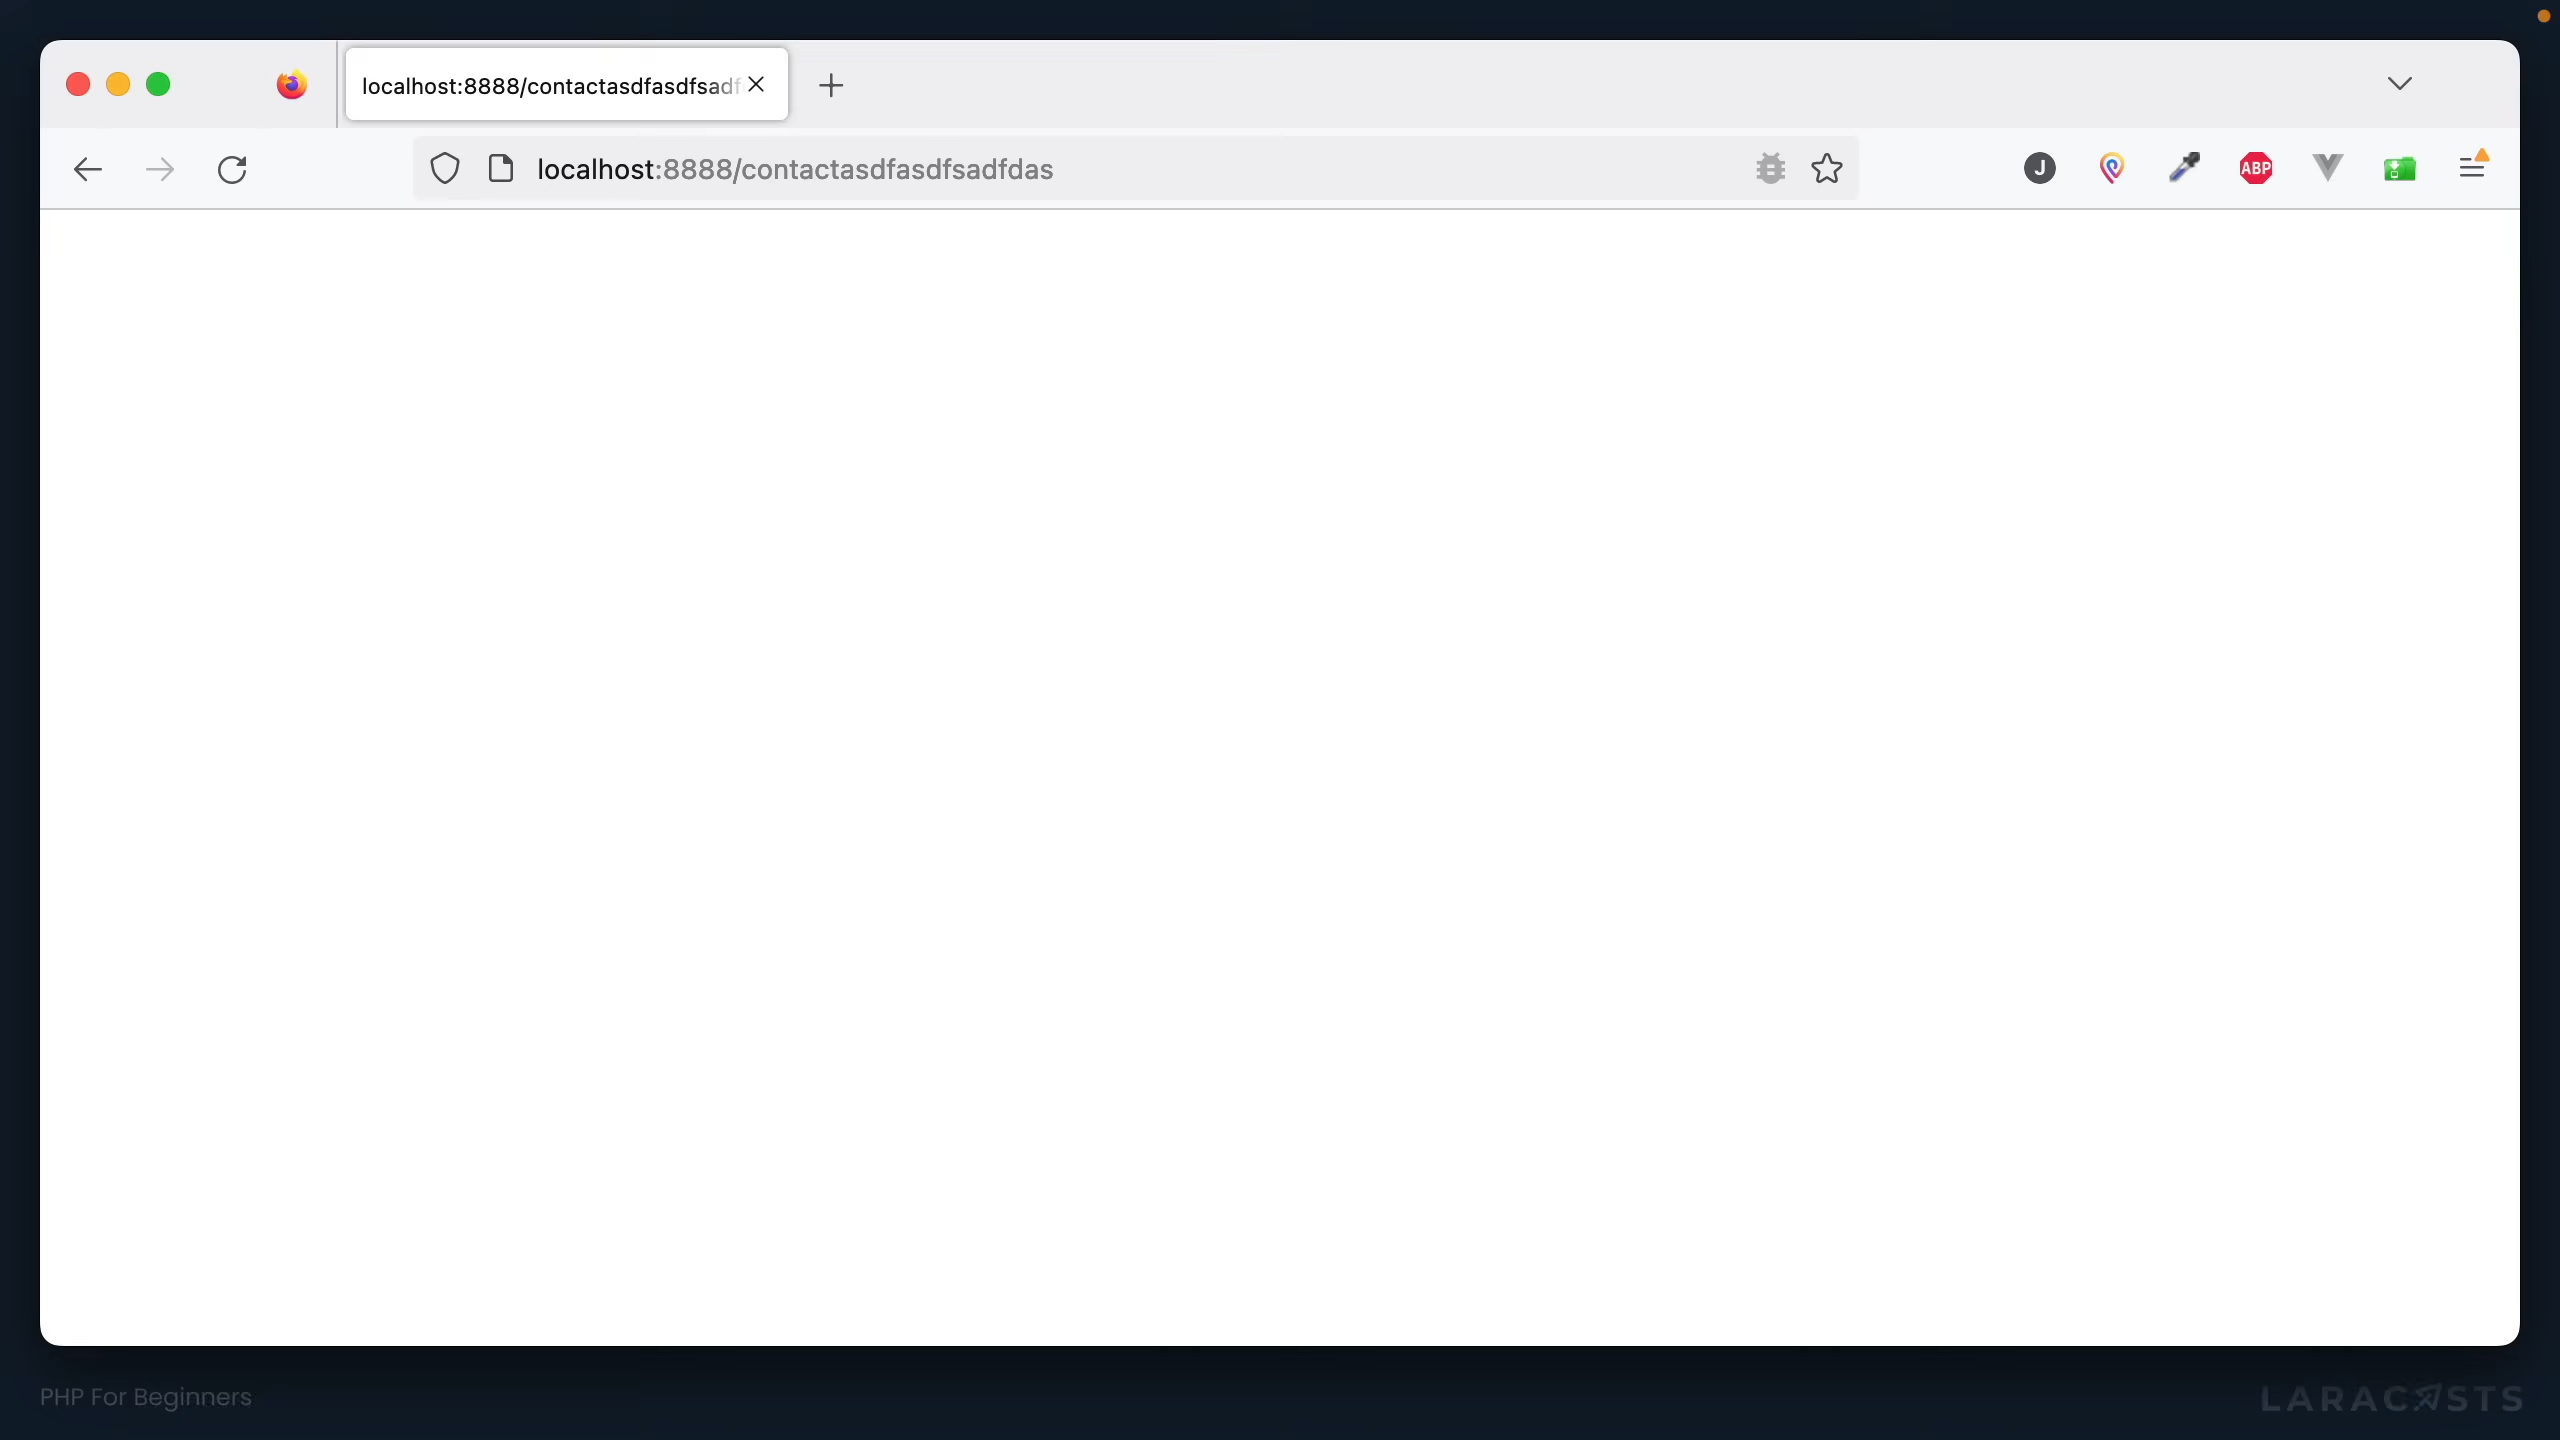 localhost:8888/contactasdfasdfsadf
localhost:8888/contactasdfasdfsadfdas
J
ABP
PHP For Beginners
LARACASTS